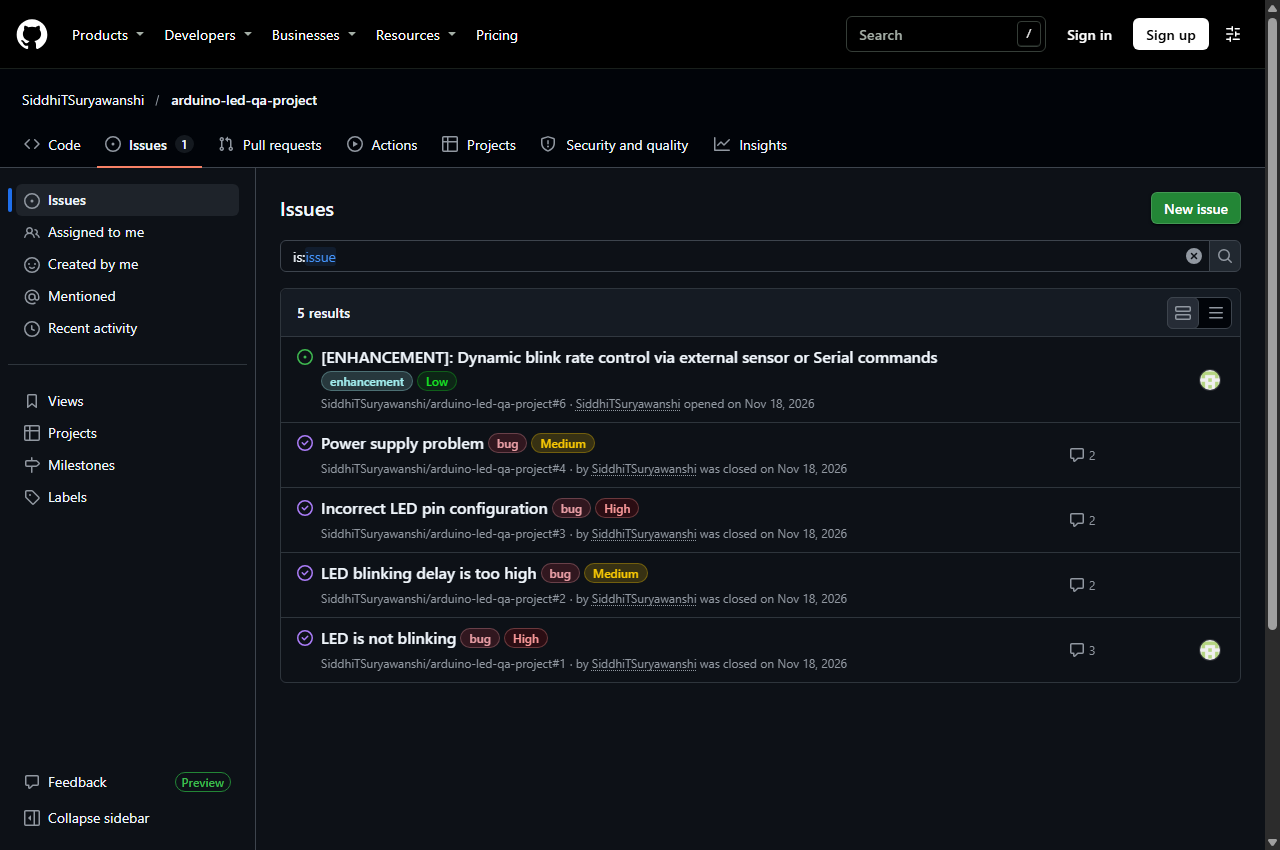 Products Developers Businesses Resources Pricing Search / Sign in Sign up
SiddhiTSuryawanshi / arduino-led-qa-project
Code Issues 1 Pull requests Actions Projects Security and quality Insights
Issues
Assigned to me
Created by me
Mentioned
Recent activity
Views
Projects
Milestones
Labels
Feedback Preview
Collapse sidebar
Issues New issue
is:issue
5 results
[ENHANCEMENT]: Dynamic blink rate control via external sensor or Serial commands
enhancement Low
SiddhiTSuryawanshi/arduino-led-qa-project#6 · SiddhiTSuryawanshi opened on Nov 18, 2026
Power supply problem bug Medium
SiddhiTSuryawanshi/arduino-led-qa-project#4 · by SiddhiTSuryawanshi was closed on Nov 18, 2026 2
Incorrect LED pin configuration bug High
SiddhiTSuryawanshi/arduino-led-qa-project#3 · by SiddhiTSuryawanshi was closed on Nov 18, 2026 2
LED blinking delay is too high bug Medium
SiddhiTSuryawanshi/arduino-led-qa-project#2 · by SiddhiTSuryawanshi was closed on Nov 18, 2026 2
LED is not blinking bug High
SiddhiTSuryawanshi/arduino-led-qa-project#1 · by SiddhiTSuryawanshi was closed on Nov 18, 2026 3